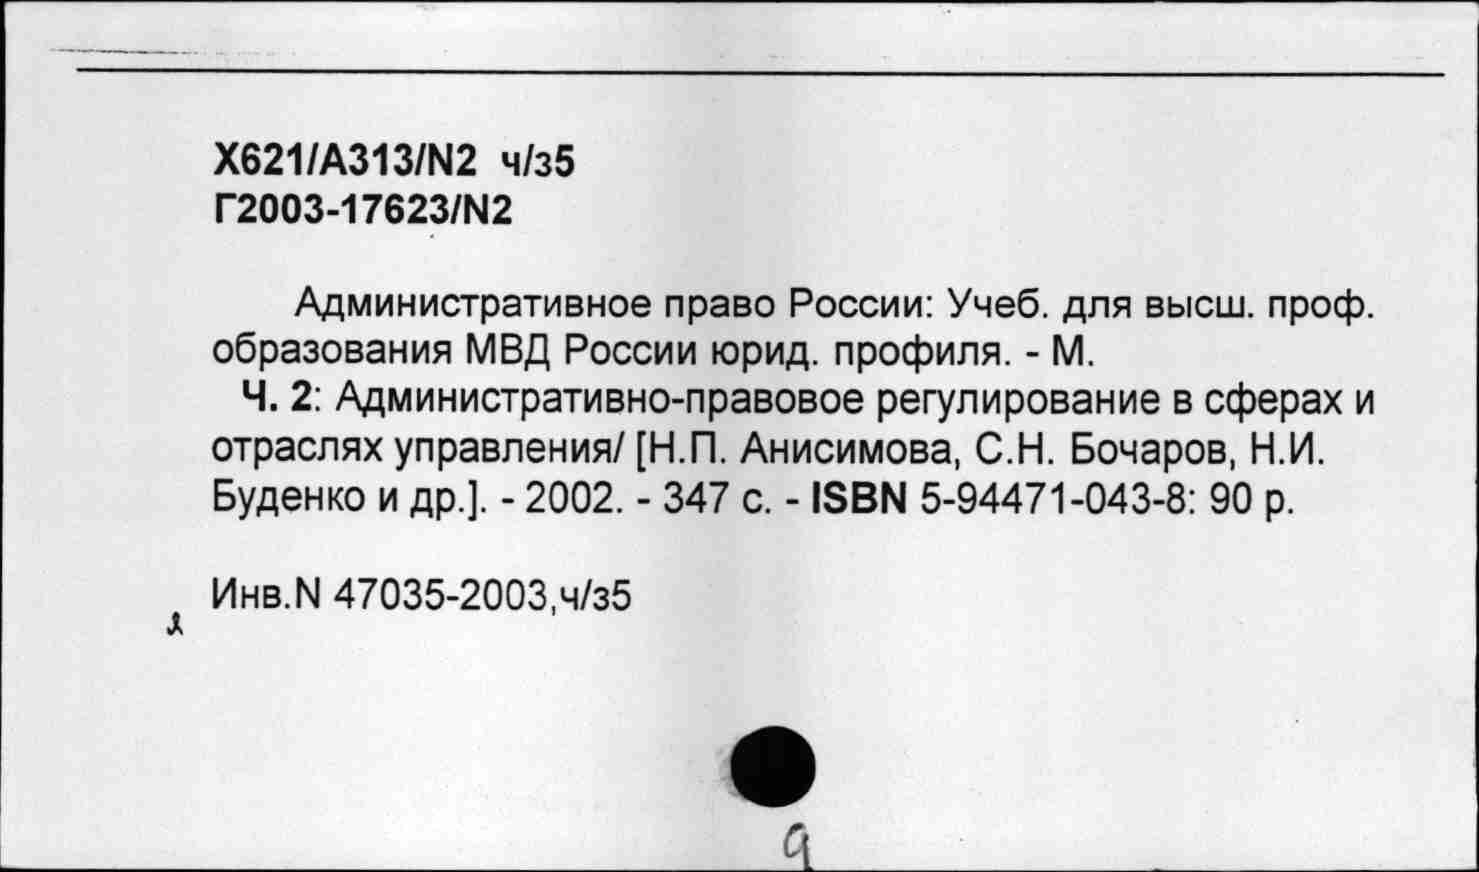 Х621/А313/N2 ч/з5
Г2003-17623/N2
Административное право России: Учеб. для высш. проф.
образования МВД России юрид. профиля. - М.
Ч. 2: Административно-правовое регулирование в сферах и
отраслях управления/ [Н.П. Анисимова, С.Н. Бочаров, Н.И.
Буденко и др.]. - 2002. - 347 с. - ISBN 5-94471-043-8: 90 р.
Инв.N 47035-2003,ч/з5